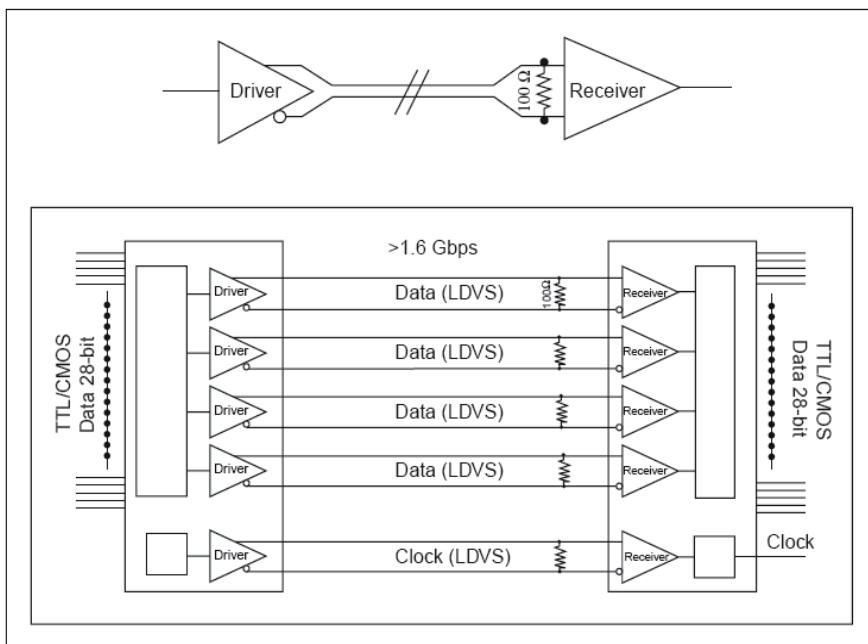 Driver
100 Ω
Receiver
>1.6 Gbps
Driver
Data (LDVS)
100Ω
Receiver
Driver
Data (LDVS)
Receiver
TTL/CMOS
Data 28-bit
Driver
Data (LDVS)
Receiver
TTL/CMOS
Data 28-bit
Driver
Data (LDVS)
Receiver
Driver
Clock (LDVS)
Receiver
Clock